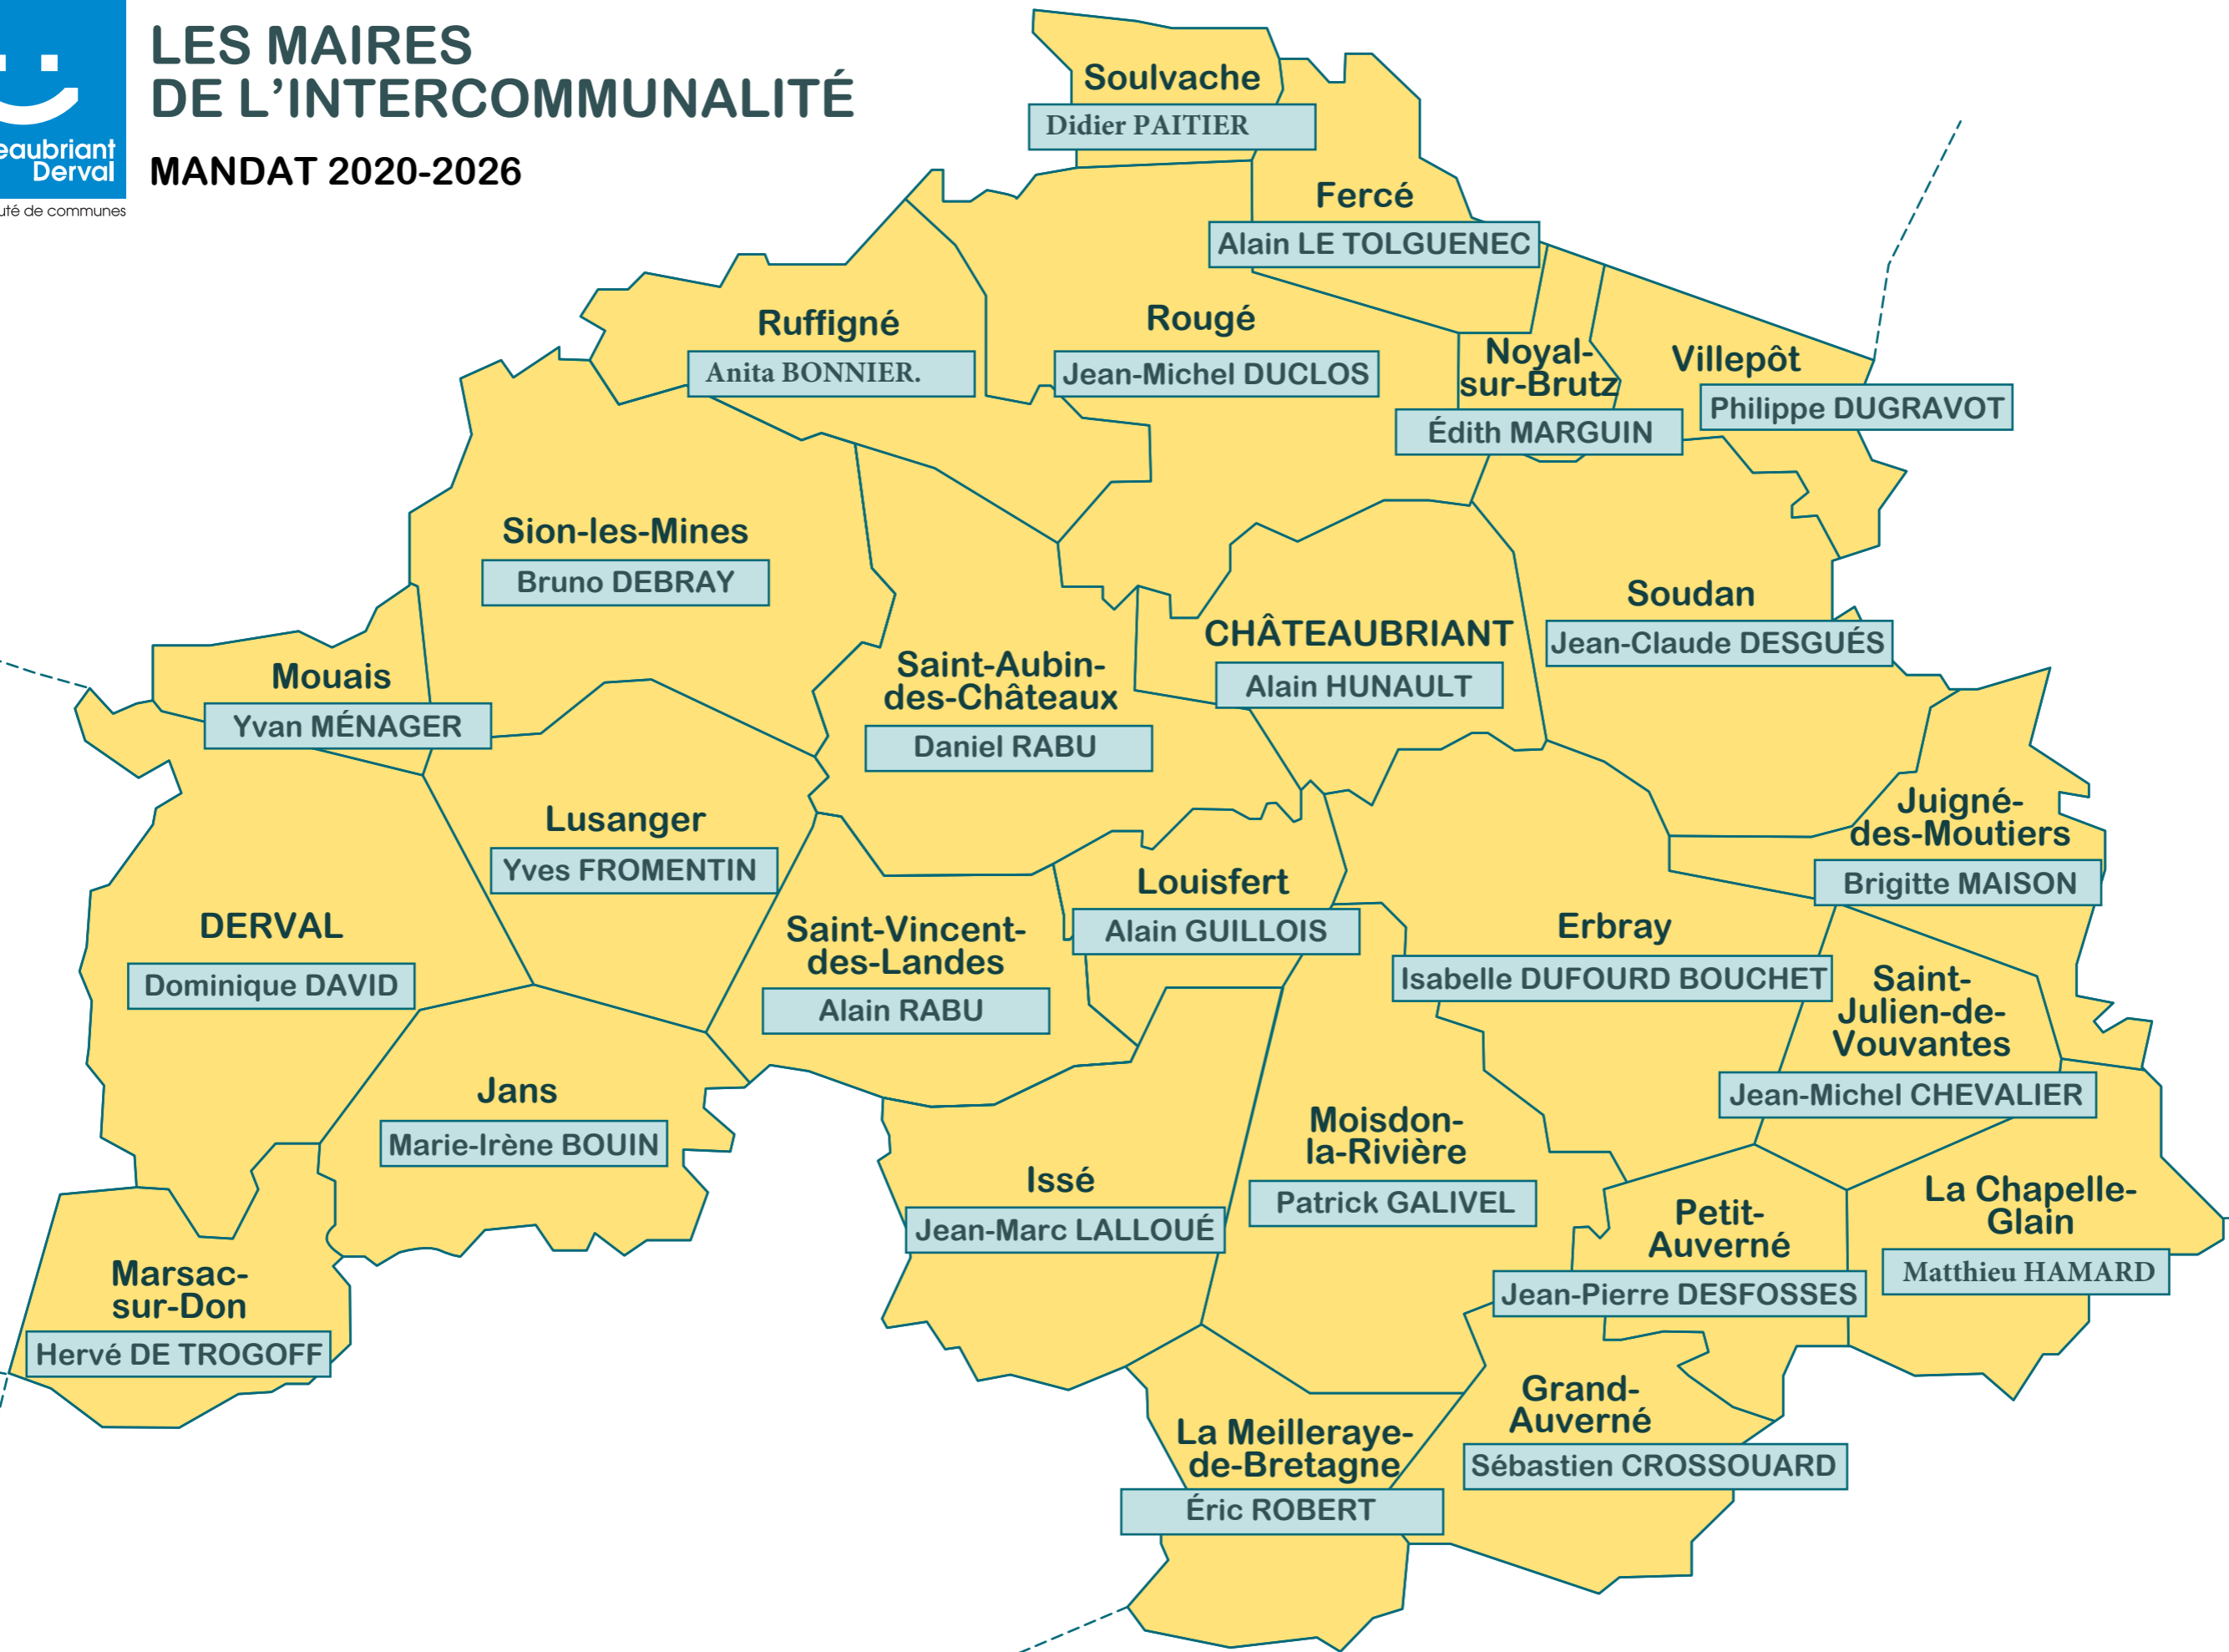 LES MAIRES
DE L'INTERCOMMUNALITÉ
MANDAT 2020-2026
eaubriant
Derval
uté de communes
Soulvache
Didier PAITIER
Fercé
Alain LE TOLGUENEC
Ruffigné
Anita BONNIER.
Rougé
Jean-Michel DUCLOS
Noyal-
sur-Brutz
Édith MARGUIN
Villepôt
Philippe DUGRAVOT
Sion-les-Mines
Bruno DEBRAY
Soudan
Jean-Claude DESGUÉS
CHÂTEAUBRIANT
Alain HUNAULT
Saint-Aubin-
des-Châteaux
Daniel RABU
Mouais
Yvan MÉNAGER
Lusanger
Yves FROMENTIN
Juigné-
des-Moutiers
Brigitte MAISON
Louisfert
Alain GUILLOIS
DERVAL
Dominique DAVID
Saint-Vincent-
des-Landes
Alain RABU
Erbray
Isabelle DUFOURD BOUCHET
Saint-
Julien-de-
Vouvantes
Jean-Michel CHEVALIER
Jans
Marie-Irène BOUIN
Moisdon-
la-Rivière
Patrick GALIVEL
Issé
Jean-Marc LALLOUÉ
Petit-
Auverné
Jean-Pierre DESFOSSES
La Chapelle-
Glain
Matthieu HAMARD
Marsac-
sur-Don
Hervé DE TROGOFF
Grand-
Auverné
Sébastien CROSSOUARD
La Meilleraye-
de-Bretagne
Éric ROBERT